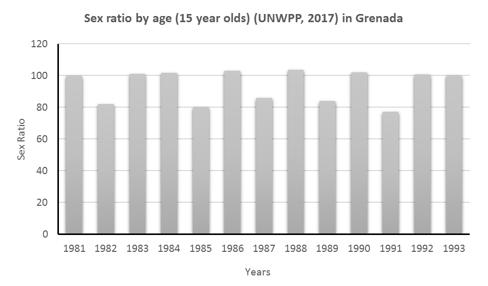 Sex ratio by age (15 year olds) (UNWPP, 2017) in Grenada
120
100
80
60
40
20
0
Sex Ratio
1981 1982 1983 1984 1985 1986 1987 1988 1989 1990 1991 1992 1993
Years